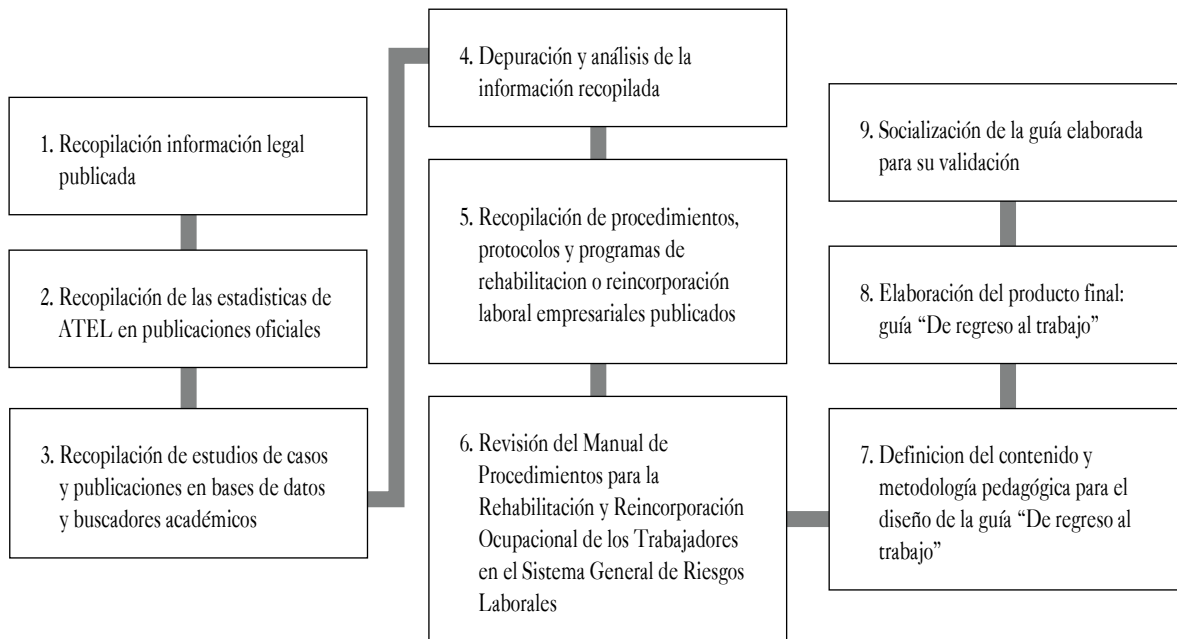 1. Recopilación información legal
publicada
2. Recopilación de las estadisticas de
ATEL en publicaciones oficiales
3. Recopilación de estudios de casos
y publicaciones en bases de datos
y buscadores académicos
4. Depuración y análisis de la
información recopilada
5. Recopilación de procedimientos,
protocolos y programas de
rehabilitacion o reincorporación
laboral empresariales publicados
6. Revisión del Manual de
Procedimientos para la
Rehabilitación y Reincorporación
Ocupacional de los Trabajadores
en el Sistema General de Riesgos
Laborales
7. Definicion del contenido y
metodología pedagógica para el
diseño de la guía “De regreso al
trabajo”
8. Elaboración del producto final:
guía “De regreso al trabajo”
9. Socialización de la guía elaborada
para su validación